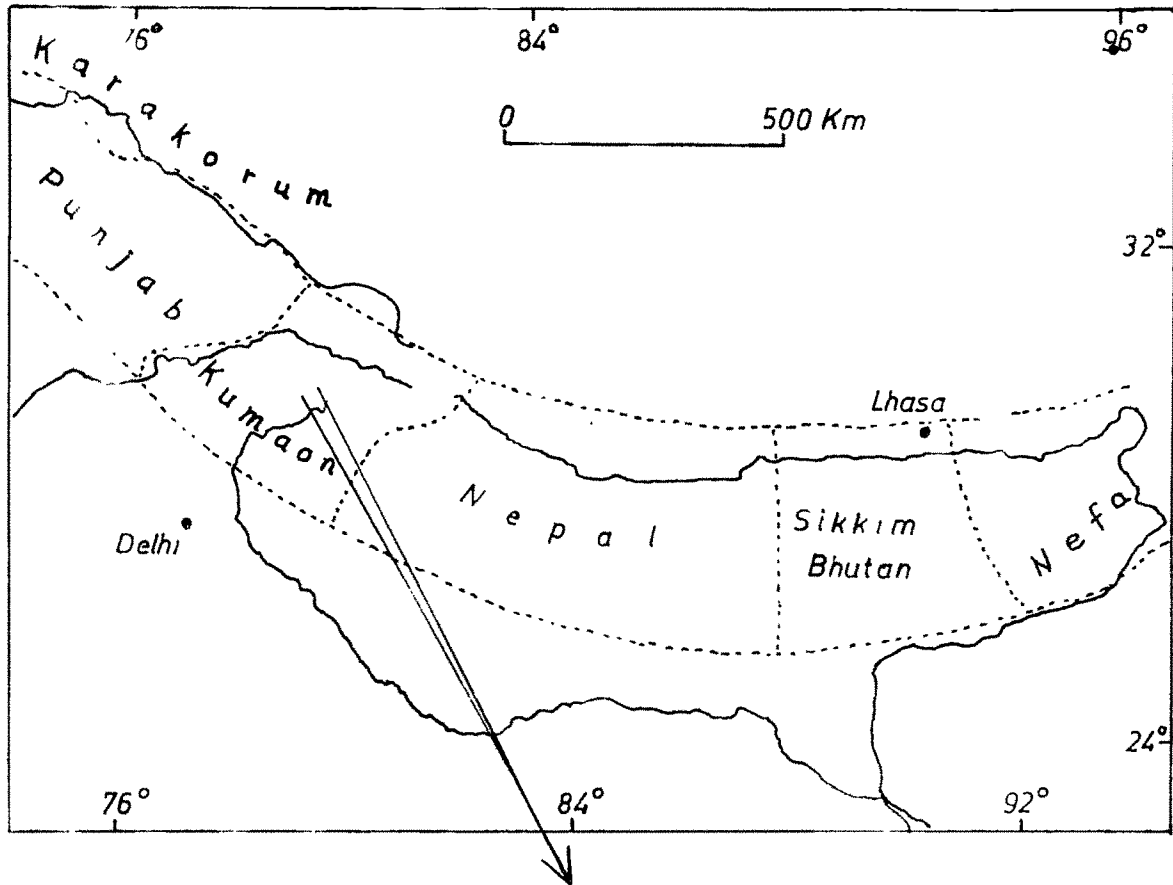 76° 84° 96°
Karakorum
0 500 Km
Punjab
32°
Kumaon
Lhasa
Nepal
Sikkim
Bhutan
Nefa
Delhi
24°
76° 84° 92°